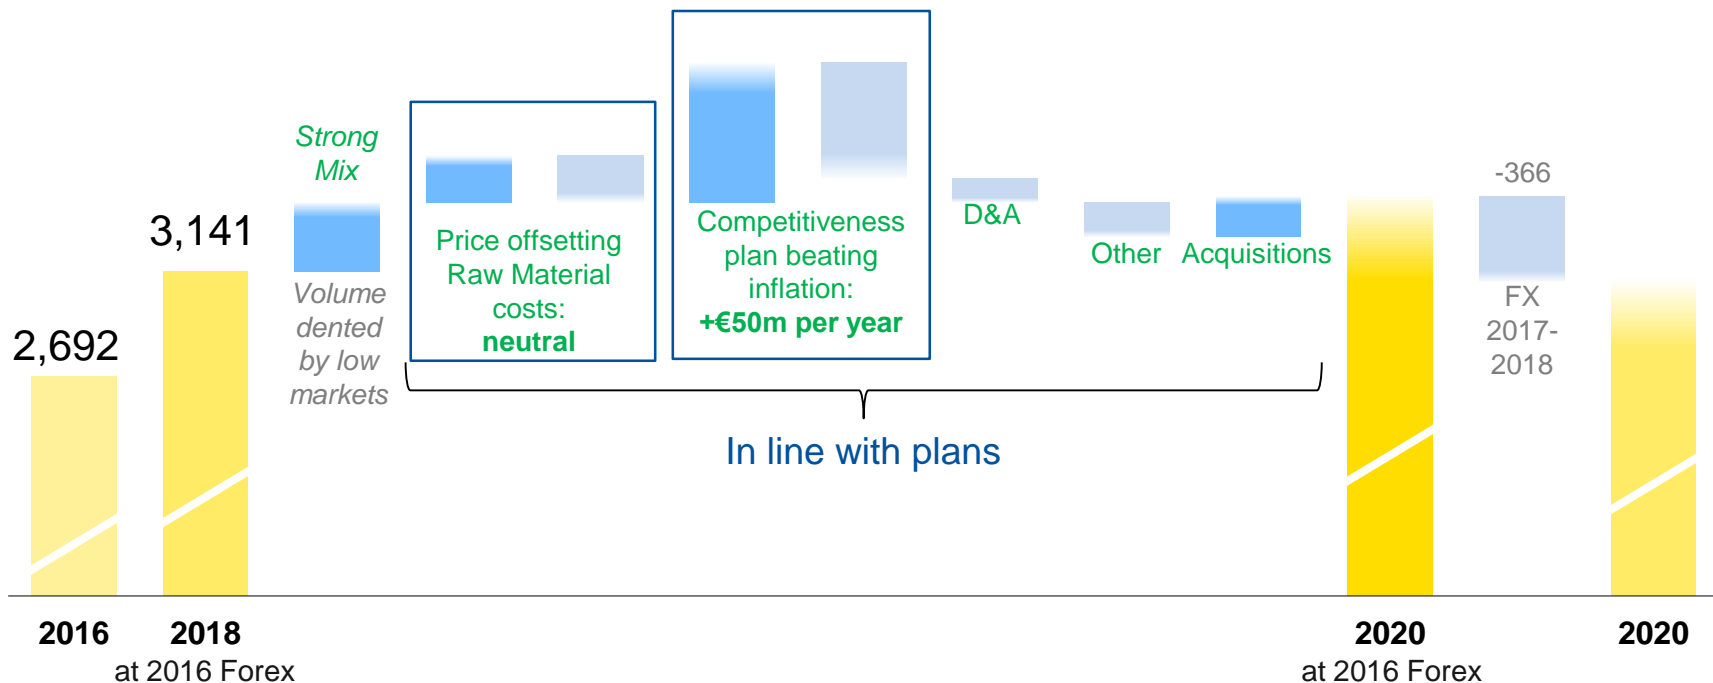 Strong
Mix
3,141
2,692
Volume
dented
by low
markets
Price offsetting
Raw Material
costs:
neutral
Competitiveness
plan beating
inflation:
+€50m per year
D&A
Other
Acquisitions
In line with plans
-366
FX
2017-
2018
2016
2018
at 2016 Forex
2020
at 2016 Forex
2020